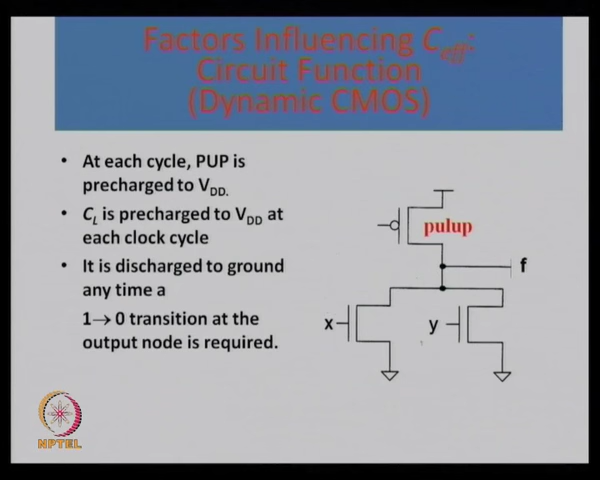 Factors Influencing C_eff:
Circuit Function
(Dynamic CMOS)
• At each cycle, PUP is
precharged to V_DD.
• C_L is precharged to V_DD at
each clock cycle
• It is discharged to ground
any time a
1→ 0 transition at the
output node is required.
pulup
f
x
y
NPTEL